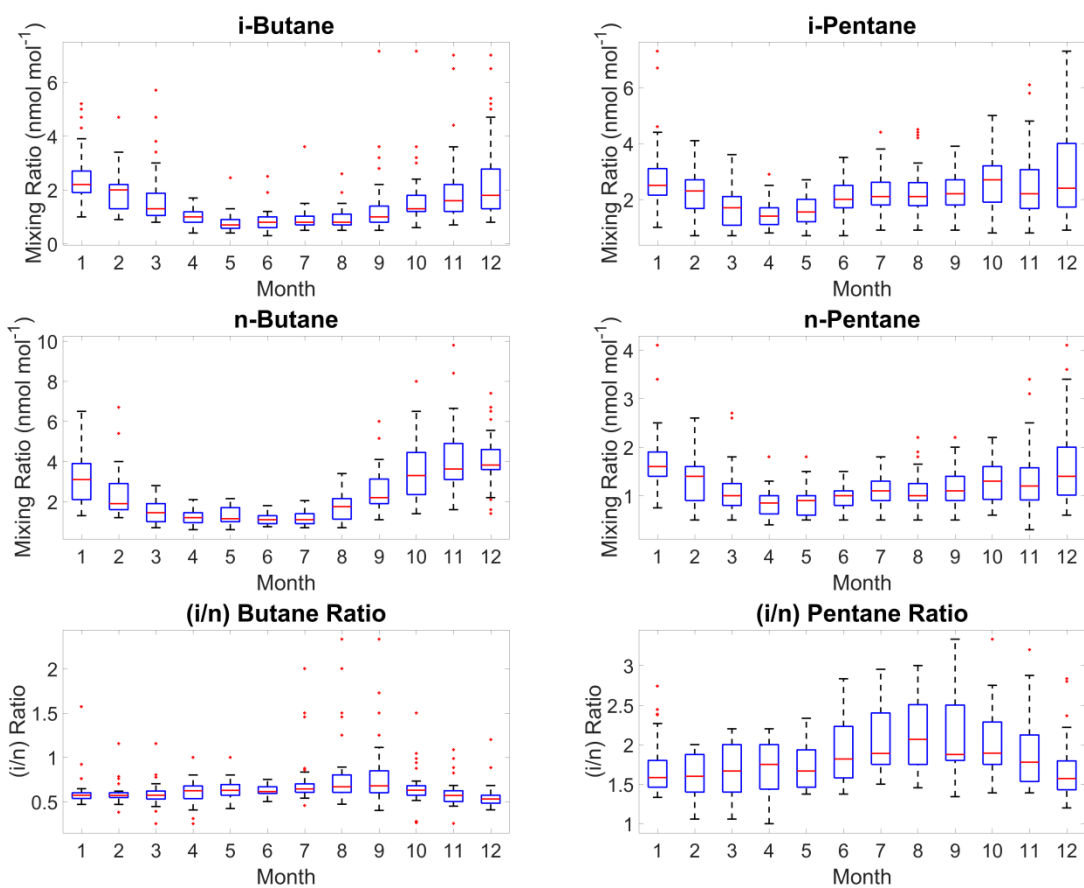 i-Butane
Mixing Ratio (nmol mol⁻¹)
6
4
2
0
1 2 3 4 5 6 7 8 9 10 11 12
Month
i-Pentane
Mixing Ratio (nmol mol⁻¹)
6
4
2
1 2 3 4 5 6 7 8 9 10 11 12
Month
n-Butane
Mixing Ratio (nmol mol⁻¹)
10
8
6
4
2
1 2 3 4 5 6 7 8 9 10 11 12
Month
n-Pentane
Mixing Ratio (nmol mol⁻¹)
4
3
2
1
1 2 3 4 5 6 7 8 9 10 11 12
Month
(i/n) Butane Ratio
(i/n) Ratio
2
1.5
1
0.5
1 2 3 4 5 6 7 8 9 10 11 12
Month
(i/n) Pentane Ratio
(i/n) Ratio
3
2.5
2
1.5
1
1 2 3 4 5 6 7 8 9 10 11 12
Month